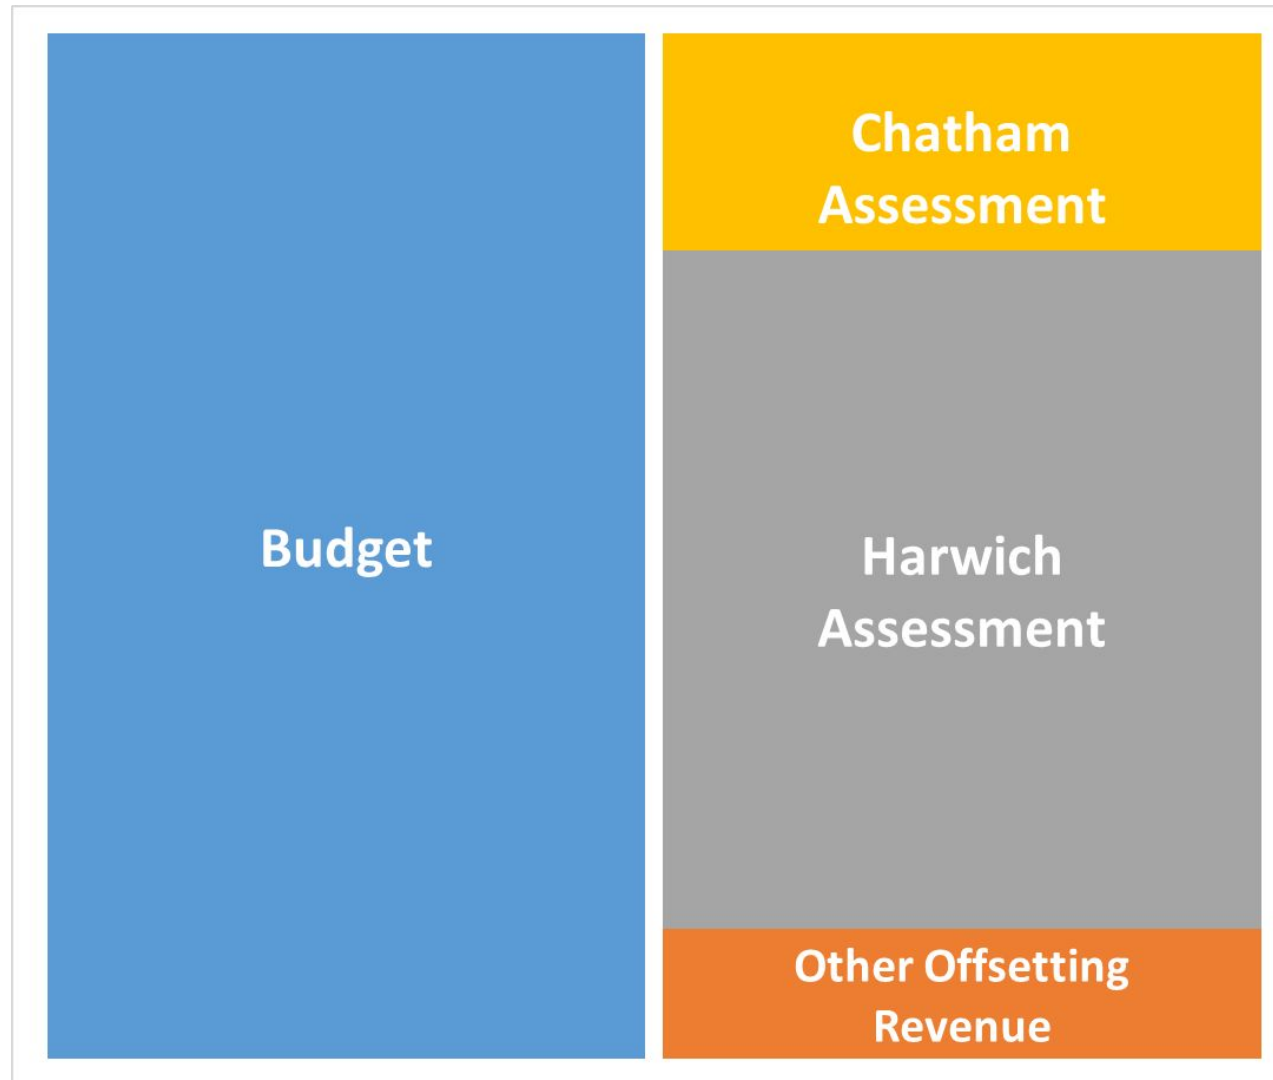 Budget
Chatham
Assessment
Harwich
Assessment
Other Offsetting
Revenue